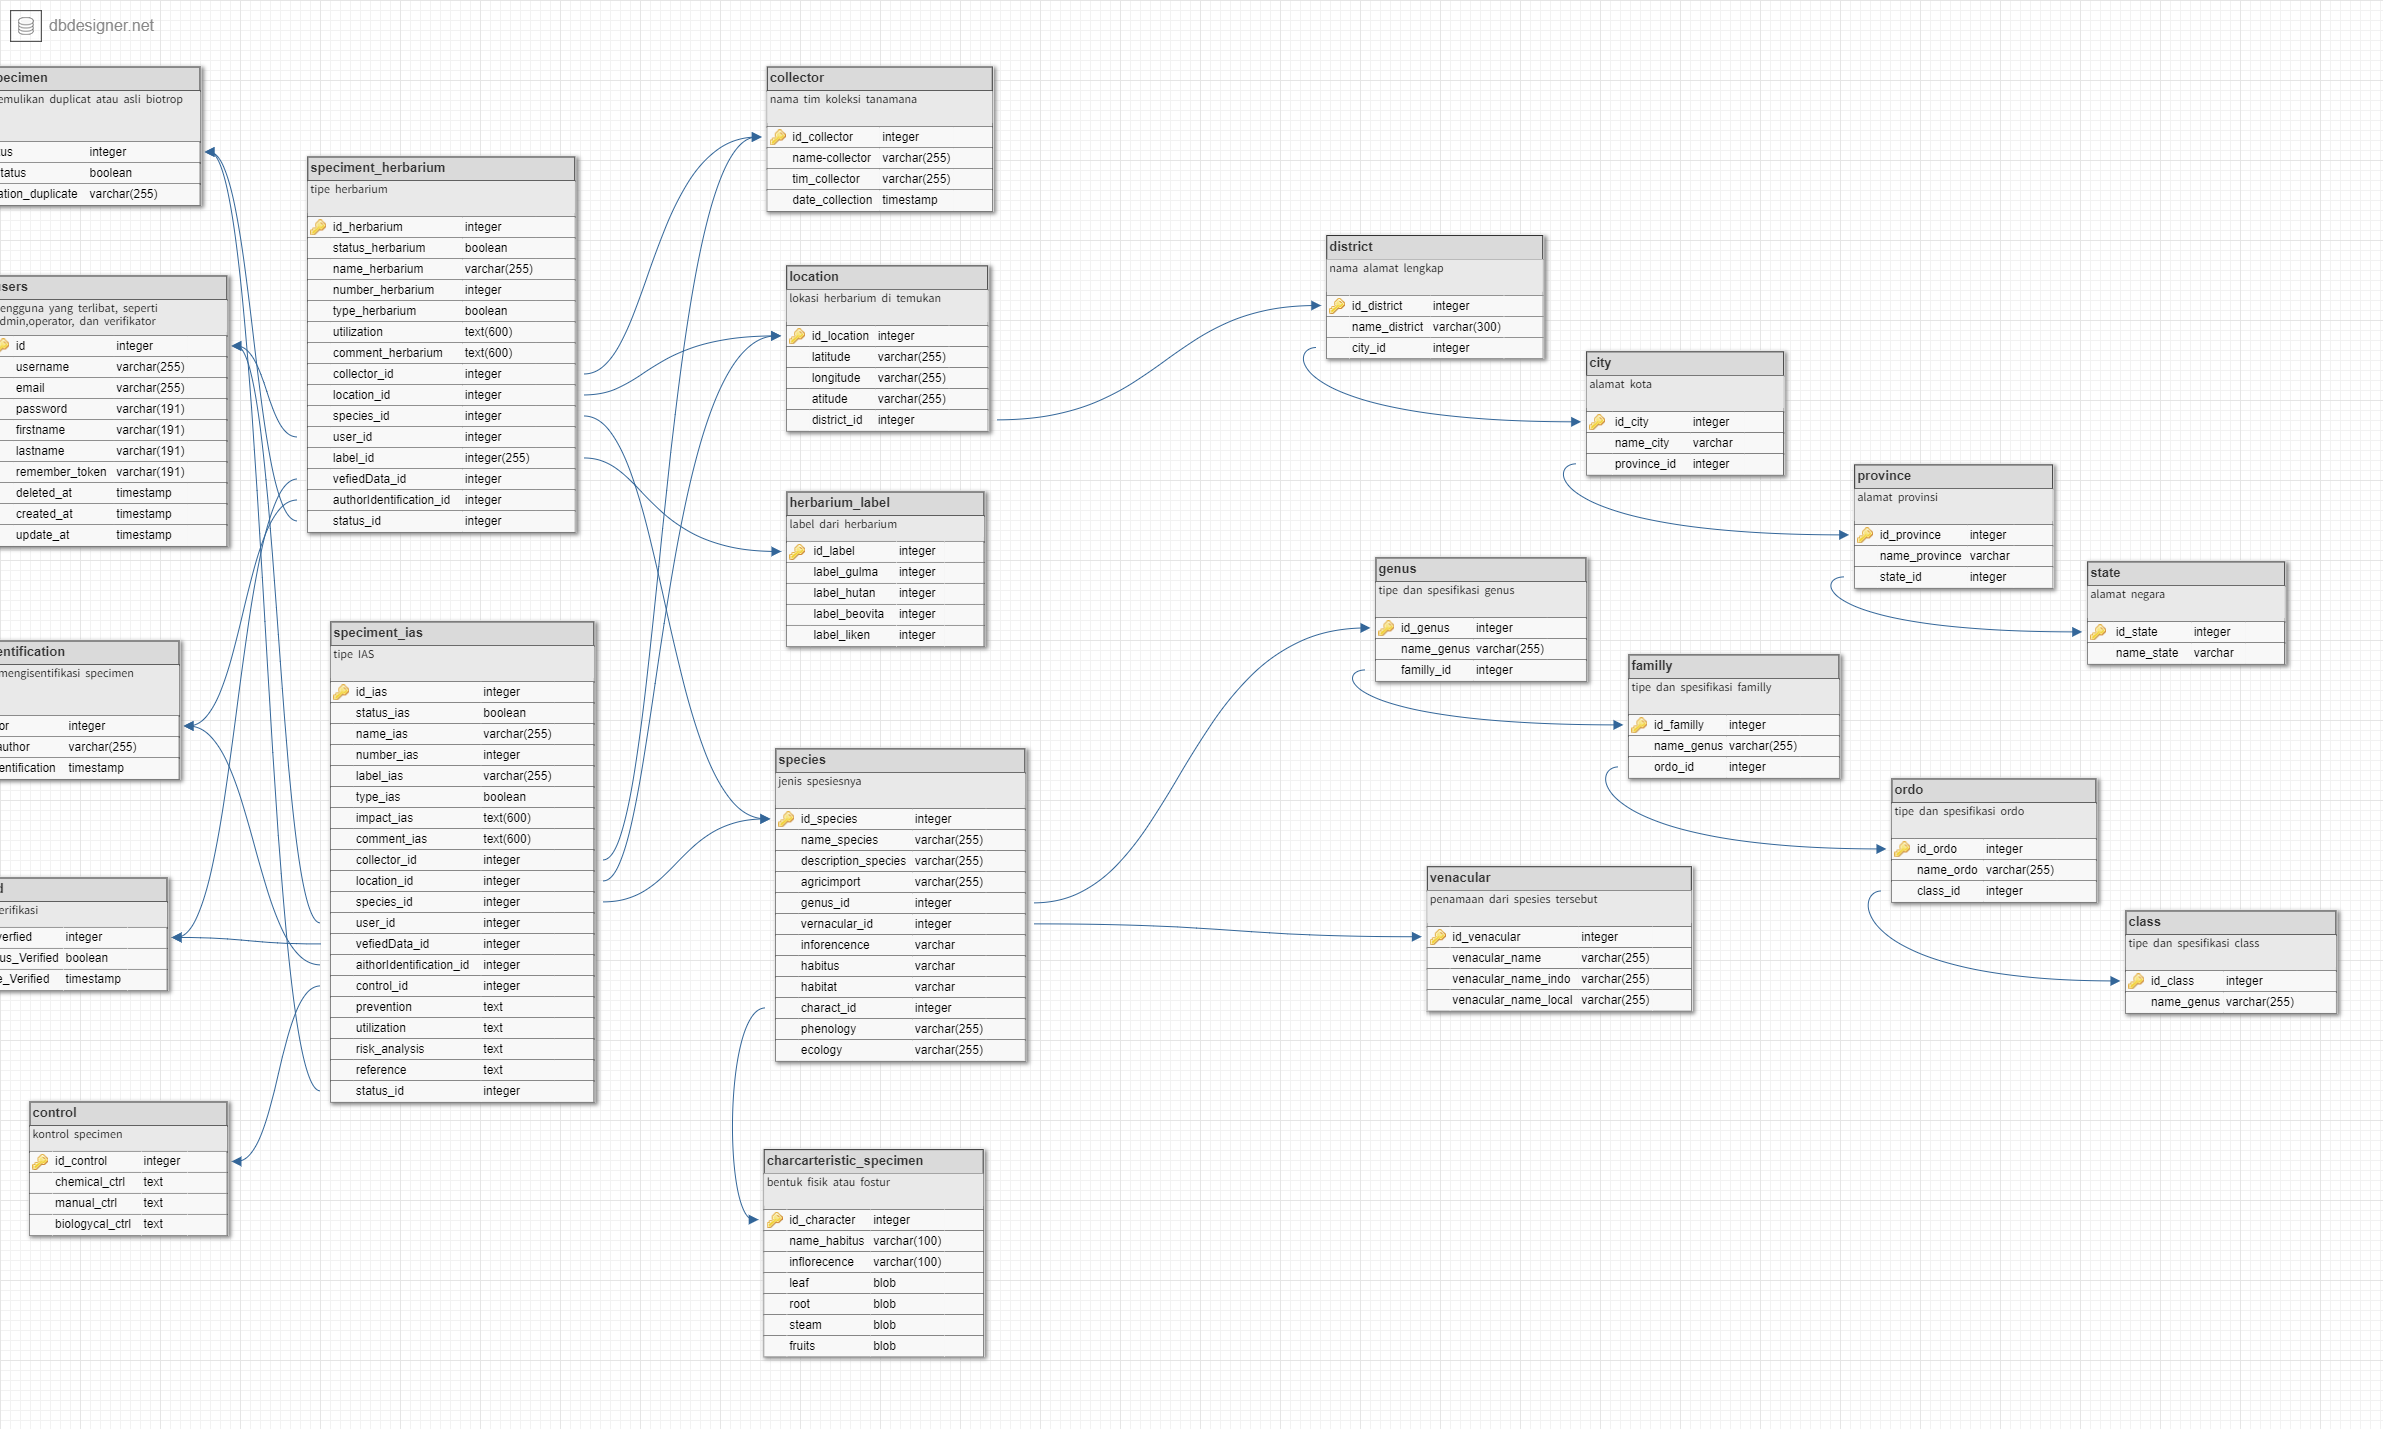 dbdesigner.net
pecimen
emulikan duplicat atau asli biotrop
tus integer
tatus boolean
ation_duplicate varchar(255)
sers
engguna yang terlibat, seperti
dmin,operator, dan verifikator
id integer
username varchar(255)
email varchar(255)
password varchar(191)
firstname varchar(191)
lastname varchar(191)
remember_token varchar(191)
deleted_at timestamp
created_at timestamp
update_at timestamp
entification
mengisentifikasi specimen
or integer
author varchar(255)
entification timestamp
d
erifikasi
verfied integer
us_Verified boolean
e_Verified timestamp
control
kontrol specimen
id_control integer
chemical_ctrl text
manual_ctrl text
biologycal_ctrl text
speciment_herbarium
tipe herbarium
id_herbarium integer
status_herbarium boolean
name_herbarium varchar(255)
number_herbarium integer
type_herbarium boolean
utilization text(600)
comment_herbarium text(600)
collector_id integer
location_id integer
species_id integer
user_id integer
label_id integer(255)
vefiedData_id integer
authorIdentification_id integer
status_id integer
speciment_ias
tipe IAS
id_ias integer
status_ias boolean
name_ias varchar(255)
number_ias integer
label_ias varchar(255)
type_ias boolean
impact_ias text(600)
comment_ias text(600)
collector_id integer
location_id integer
species_id integer
user_id integer
vefiedData_id integer
aithorIdentification_id integer
control_id integer
prevention text
utilization text
risk_analysis text
reference text
status_id integer
collector
nama tim koleksi tanamana
id_collector integer
name-collector varchar(255)
tim_collector varchar(255)
date_collection timestamp
location
lokasi herbarium di temukan
id_location integer
latitude varchar(255)
longitude varchar(255)
atitude varchar(255)
district_id integer
herbarium_label
label dari herbarium
id_label integer
label_gulma integer
label_hutan integer
label_beovita integer
label_liken integer
species
jenis spesiesnya
id_species integer
name_species varchar(255)
description_species varchar(255)
agricimport varchar(255)
genus_id integer
vernacular_id integer
inforencence varchar
habitus varchar
habitat varchar
charact_id integer
phenology varchar(255)
ecology varchar(255)
charcarteristic_specimen
bentuk fisik atau fostur
id_character integer
name_habitus varchar(100)
inflorecence varchar(100)
leaf blob
root blob
steam blob
fruits blob
district
nama alamat lengkap
id_district integer
name_district varchar(300)
city_id integer
city
alamat kota
id_city integer
name_city varchar
province_id integer
province
alamat provinsi
id_province integer
name_province varchar
state_id integer
state
alamat negara
id_state integer
name_state varchar
genus
tipe dan spesifikasi genus
id_genus integer
name_genus varchar(255)
familly_id integer
familly
tipe dan spesifikasi familly
id_familly integer
name_genus varchar(255)
ordo_id integer
ordo
tipe dan spesifikasi ordo
id_ordo integer
name_ordo varchar(255)
class_id integer
class
tipe dan spesifikasi class
id_class integer
name_genus varchar(255)
venacular
penamaan dari spesies tersebut
id_venacular integer
venacular_name varchar(255)
venacular_name_indo varchar(255)
venacular_name_local varchar(255)